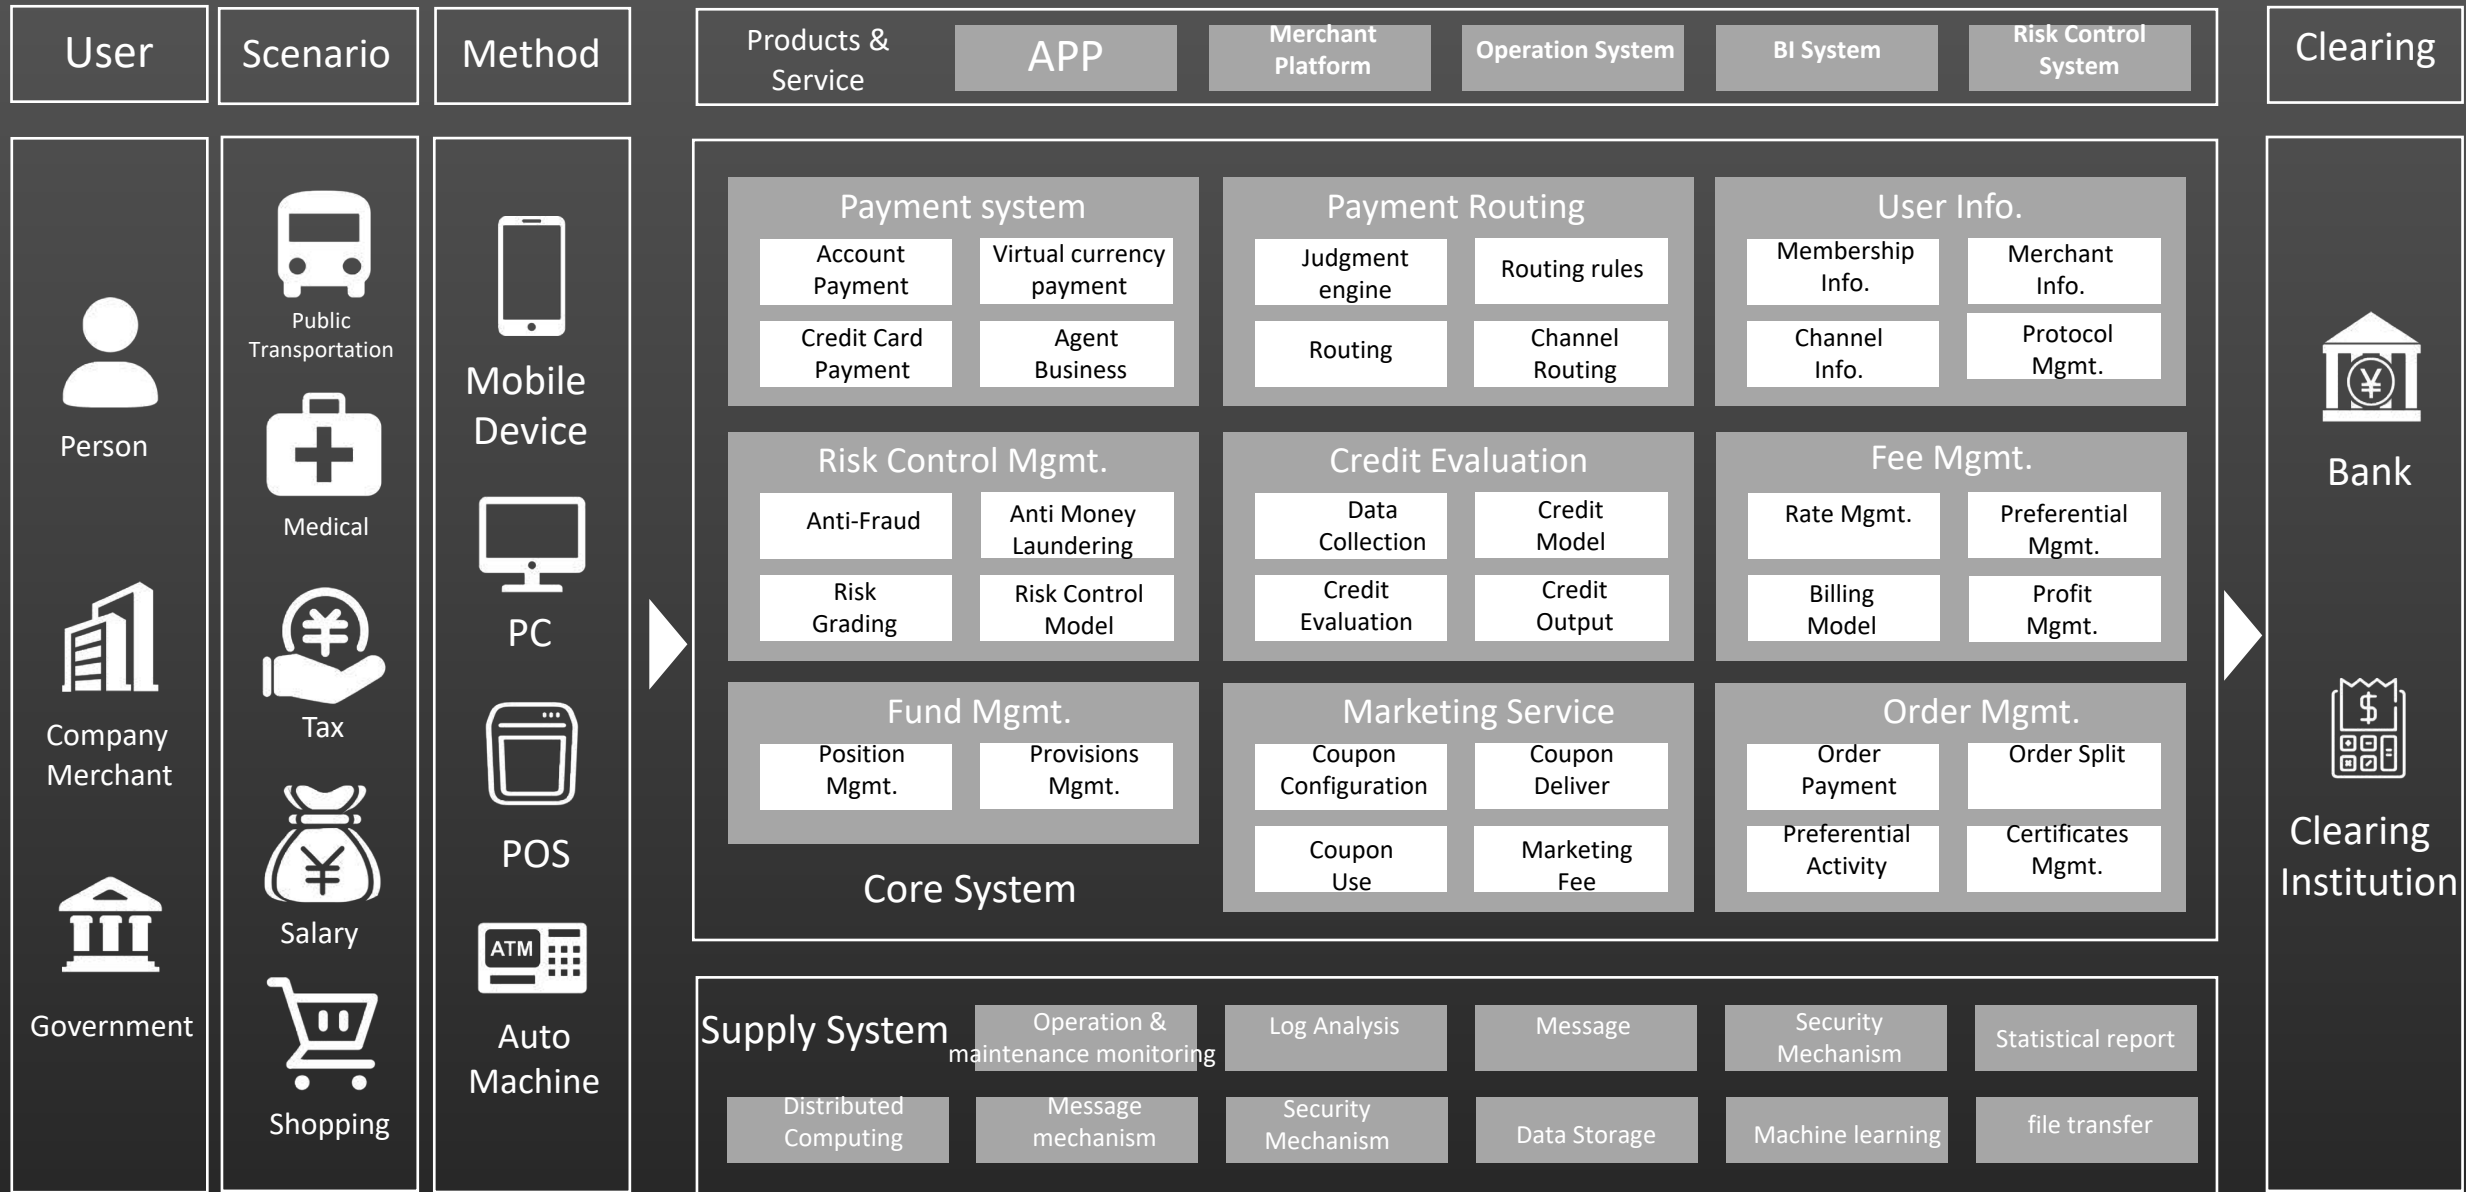 User
Scenario
Method
Products &
Service
APP
Merchant
Platform
Operation System
BI System
Risk Control
System
Clearing
Person
Company
Merchant
Government
Public
Transportation
Medical
Tax
Salary
Shopping
Mobile
Device
PC
POS
ATM
Auto
Machine
Payment system
Account
Payment
Virtual currency
payment
Credit Card
Payment
Agent
Business
Payment Routing
Judgment
engine
Routing rules
Routing
Channel
Routing
User Info.
Membership
Info.
Merchant
Info.
Channel
Info.
Protocol
Mgmt.
Risk Control Mgmt.
Anti-Fraud
Anti Money
Laundering
Risk
Grading
Risk Control
Model
Credit Evaluation
Data
Collection
Credit
Model
Credit
Evaluation
Credit
Output
Fee Mgmt.
Rate Mgmt.
Preferential
Mgmt.
Billing
Model
Profit
Mgmt.
Fund Mgmt.
Position
Mgmt.
Provisions
Mgmt.
Core System
Marketing Service
Coupon
Configuration
Coupon
Deliver
Coupon
Use
Marketing
Fee
Order Mgmt.
Order
Payment
Order Split
Preferential
Activity
Certificates
Mgmt.
Supply System
Operation &
maintenance monitoring
Log Analysis
Message
Security
Mechanism
Statistical report
Distributed
Computing
Message
mechanism
Security
Mechanism
Data Storage
Machine learning
file transfer
¥
Bank
$
Clearing
Institution